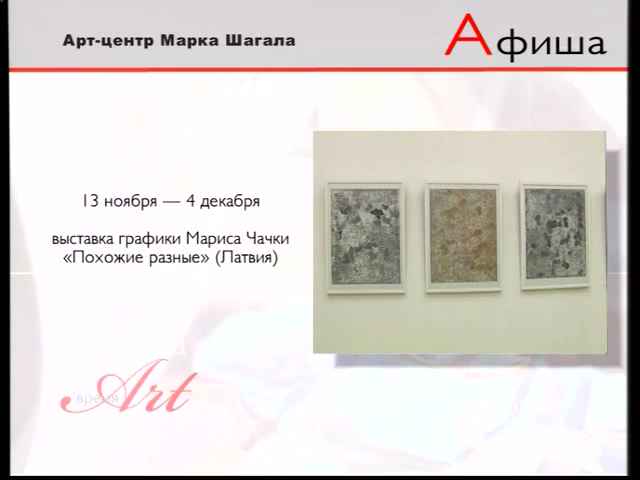 Арт-центр Марка Шагала
Афиша
13 ноября — 4 декабря
выставка графики Мариса Чачки
«Похожие разные» (Латвия)
время Art